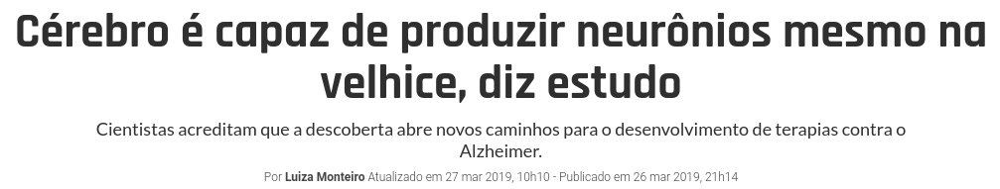 Cérebro é capaz de produzir neurônios mesmo na
velhice, diz estudo
Cientistas acreditam que a descoberta abre novos caminhos para o desenvolvimento de terapias contra o
Alzheimer.
Por Luiza Monteiro Atualizado em 27 mar 2019, 10h10 - Publicado em 26 mar 2019, 21h14